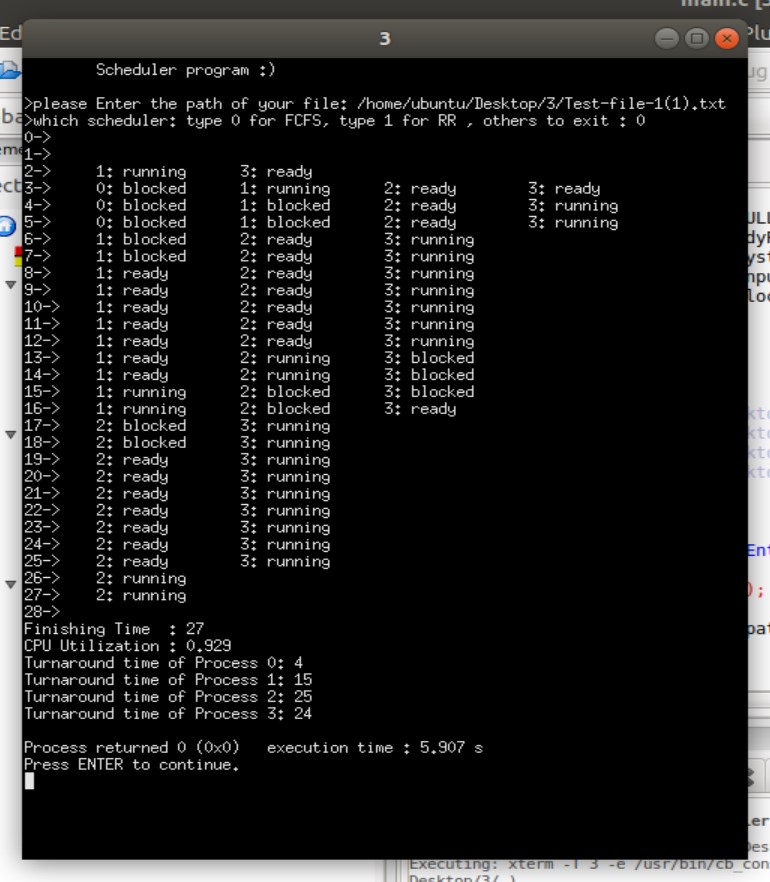 main.c [3
Ed
3
Plu
Scheduler program :)
>please Enter the path of your file: /home/ubuntu/Desktop/3/Test-file-1(1).txt
>which scheduler: type 0 for FCFS, type 1 for RR , others to exit : 0
0->
1->
2-> 1: running 3: ready
3-> 0: blocked 1: running 2: ready 3: ready
4-> 0: blocked 1: blocked 2: ready 3: running
5-> 0: blocked 1: blocked 2: ready 3: running
6-> 1: blocked 2: ready 3: running
7-> 1: blocked 2: ready 3: running
8-> 1: ready 2: ready 3: running
9-> 1: ready 2: ready 3: running
10-> 1: ready 2: ready 3: running
11-> 1: ready 2: ready 3: running
12-> 1: ready 2: ready 3: running
13-> 1: ready 2: running 3: blocked
14-> 1: ready 2: running 3: blocked
15-> 1: running 2: blocked 3: blocked
16-> 1: running 2: blocked 3: ready
17-> 2: blocked 3: running
18-> 2: blocked 3: running
19-> 2: ready 3: running
20-> 2: ready 3: running
21-> 2: ready 3: running
22-> 2: ready 3: running
23-> 2: ready 3: running
24-> 2: ready 3: running
25-> 2: ready 3: running
26-> 2: running
27-> 2: running
28->
Finishing Time : 27
CPU Utilization : 0.929
Turnaround time of Process 0: 4
Turnaround time of Process 1: 15
Turnaround time of Process 2: 25
Turnaround time of Process 3: 24
Process returned 0 (0x0) execution time : 5.907 s
Press ENTER to continue.
Executing: xterm -T 3 -e /usr/bin/cb_con
Desktop/3/.)